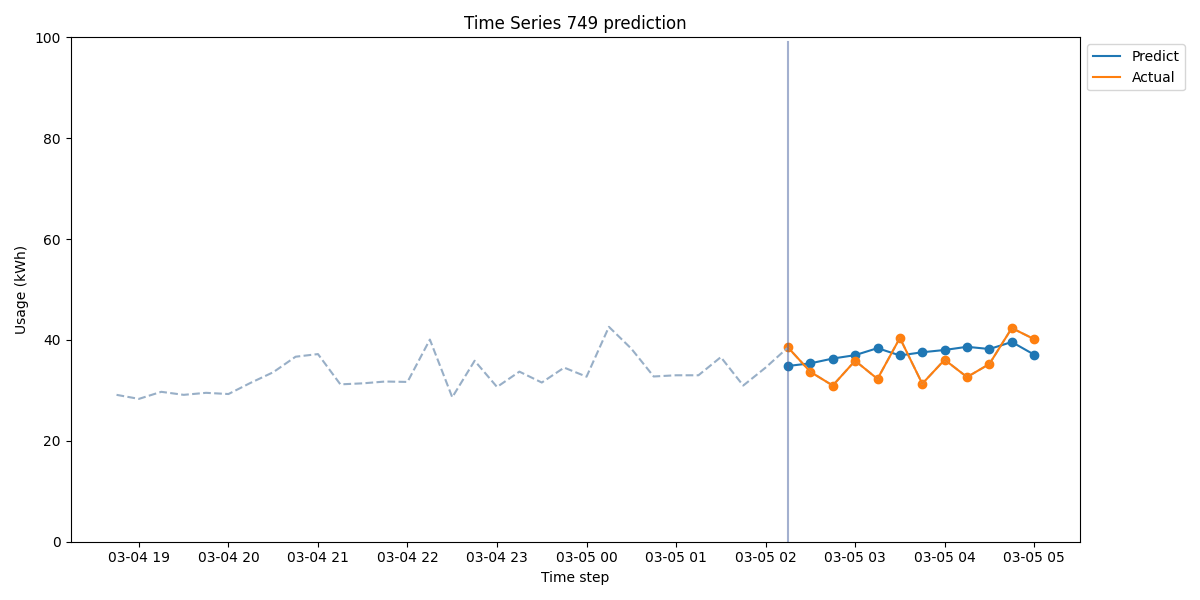 Time Series 749 prediction
100
80
60
40
20
0
Usage (kWh)
03-04 19 03-04 20 03-04 21 03-04 22 03-04 23 03-05 00 03-05 01 03-05 02 03-05 03 03-05 04 03-05 05
Time step
Predict
Actual